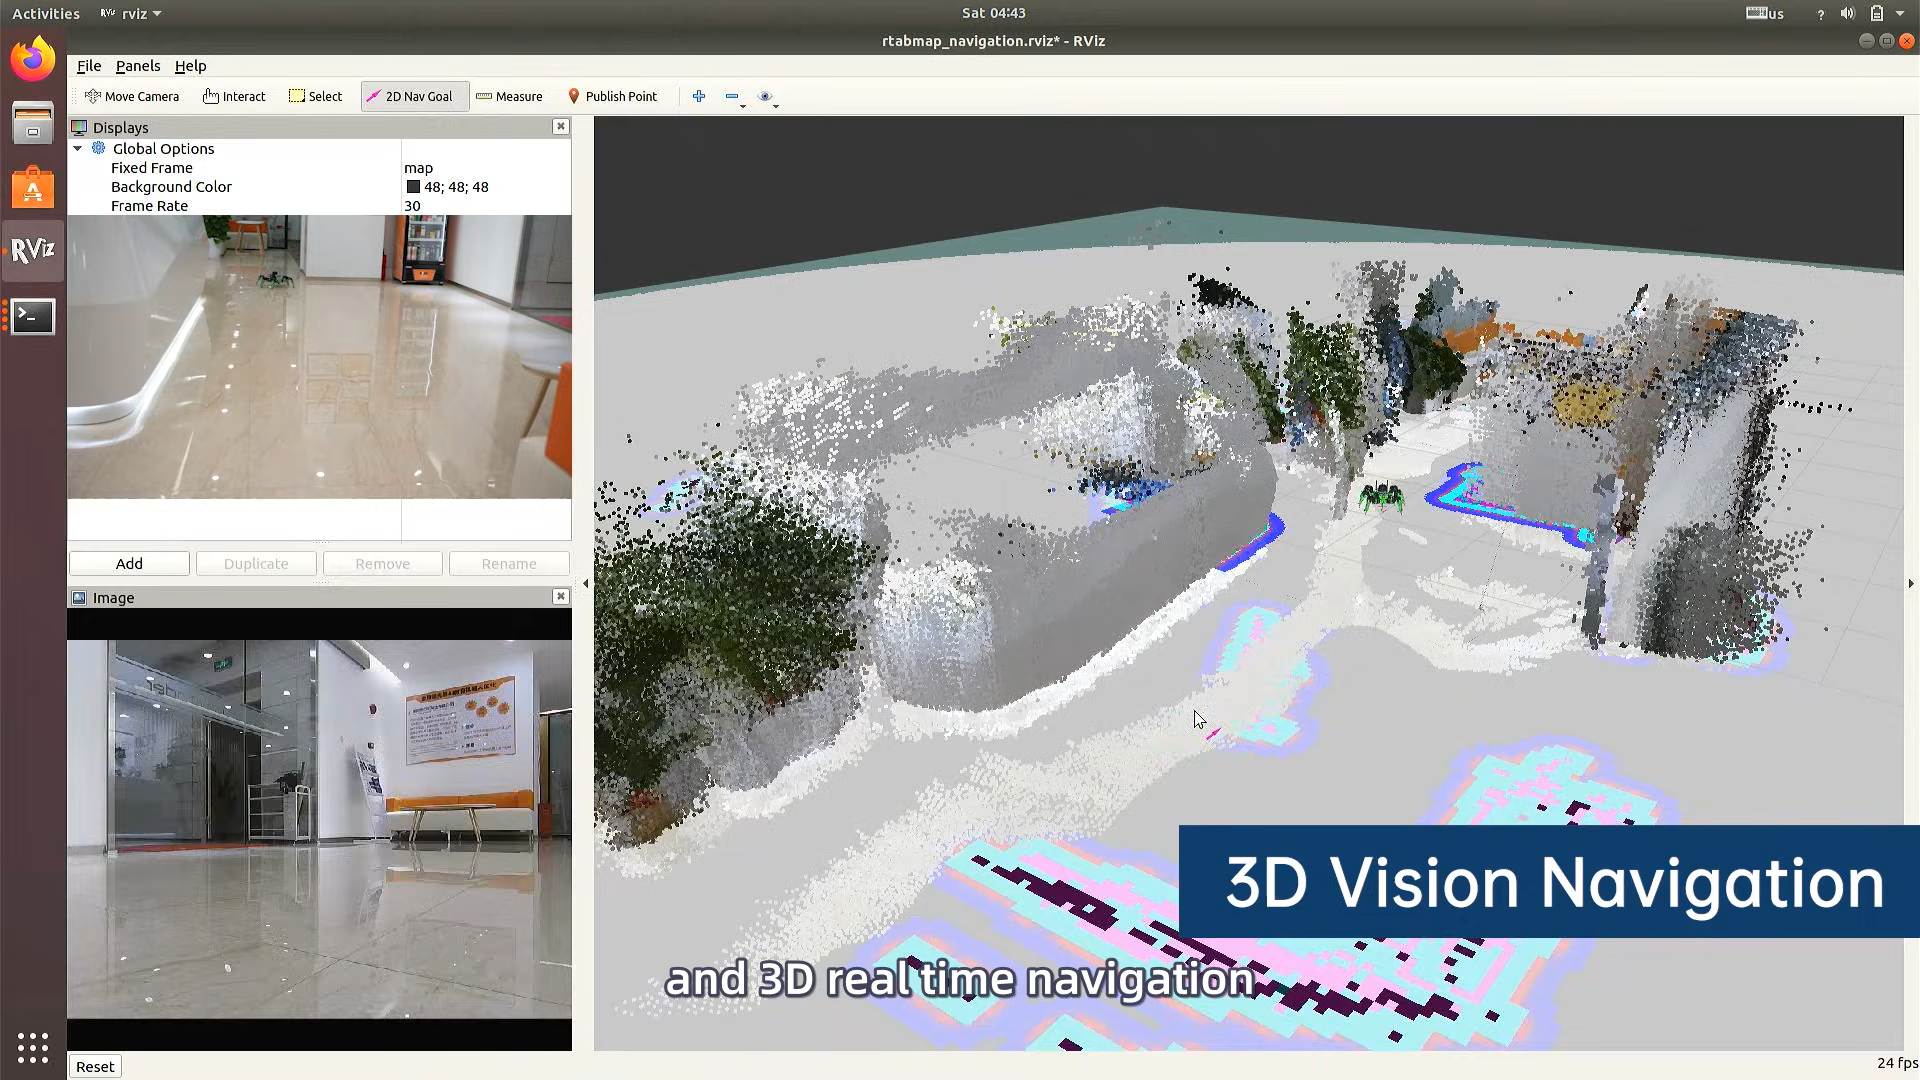 Activities
rviz
Sat 04:43
us
?
rtabmap_navigation.rviz* - RViz
File Panels Help
Move Camera
Interact
Select
2D Nav Goal
Measure
Publish Point
Displays
Global Options
Fixed Frame map
Background Color 48; 48; 48
Frame Rate 30
RViz
Add
Duplicate
Remove
Rename
Image
3D Vision Navigation
and 3D real time navigation
Reset
24 fps